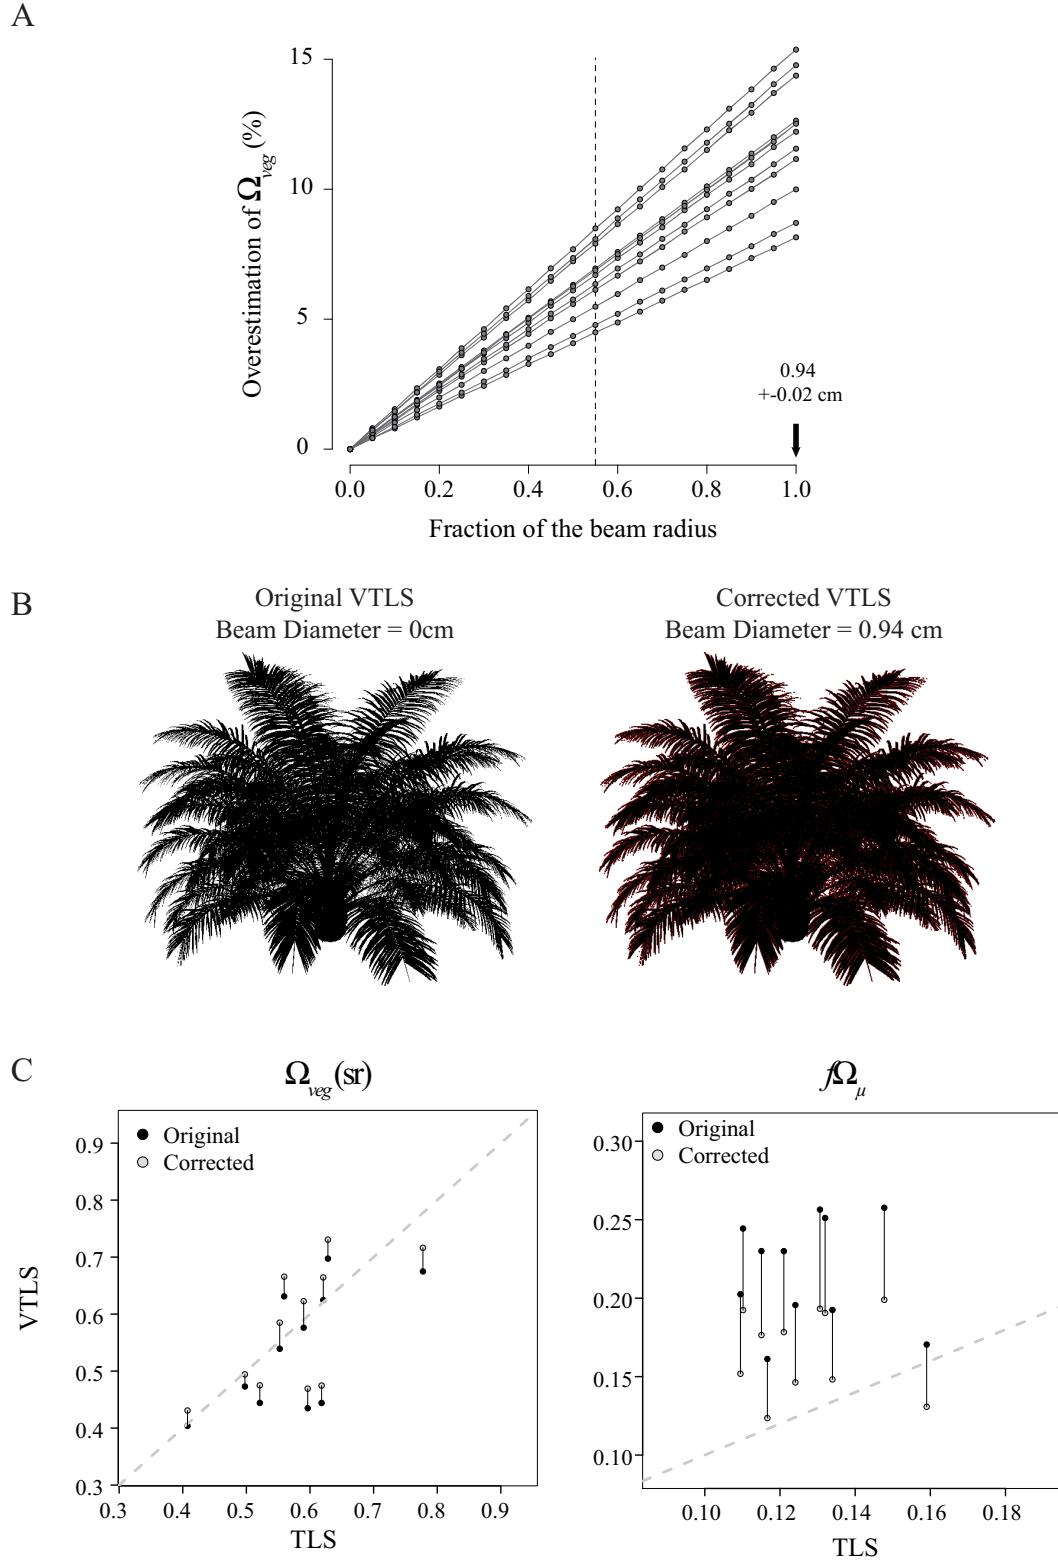 A
Overestimation of Ωveg (%)
15
10
5
0
0.94
+-0.02 cm
0.0 0.2 0.4 0.6 0.8 1.0
Fraction of the beam radius
B
Original VTLS
Beam Diameter = 0cm
Corrected VTLS
Beam Diameter = 0.94 cm
C
Ωveg (sr)
Original
Corrected
VTLS
0.9
0.8
0.7
0.6
0.5
0.4
0.3
0.3 0.4 0.5 0.6 0.7 0.8 0.9
TLS
fΩμ
Original
Corrected
0.30
0.25
0.20
0.15
0.10
0.10 0.12 0.14 0.16 0.18
TLS